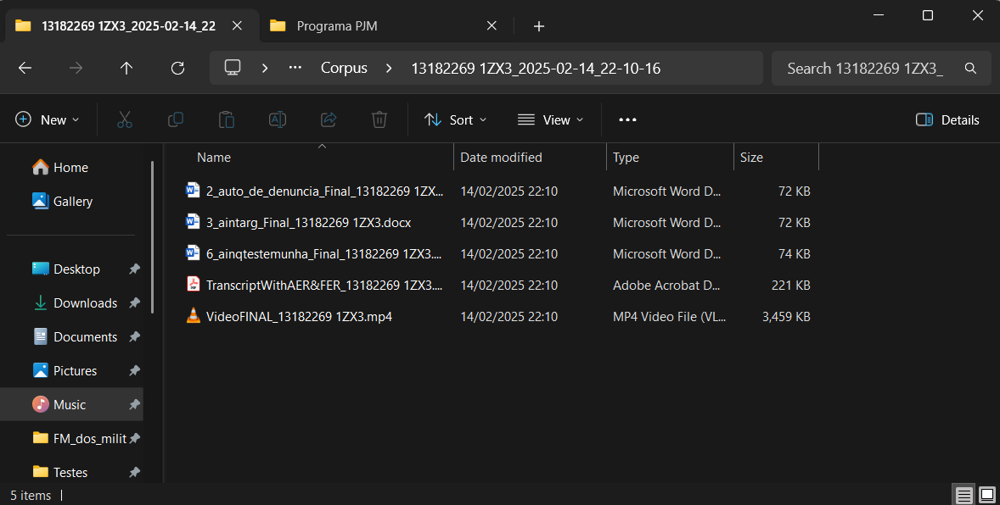 13182269 1ZX3_2025-02-14_22
Programa PJM
Corpus
13182269 1ZX3_2025-02-14_22-10-16
Search 13182269 1ZX3_
New
Sort
View
Details
Home
Gallery
Desktop
Downloads
Documents
Pictures
Music
FM_dos_milit
Testes
Name Date modified Type Size
2_auto_de_denuncia_Final_13182269 1ZX... 14/02/2025 22:10 Microsoft Word D... 72 KB
3_aintarg_Final_13182269 1ZX3.docx 14/02/2025 22:10 Microsoft Word D... 72 KB
6_ainqtestemunha_Final_13182269 1ZX3.... 14/02/2025 22:10 Microsoft Word D... 74 KB
TranscriptWithAER&FER_13182269 1ZX3.... 14/02/2025 22:10 Adobe Acrobat D... 221 KB
VideoFINAL_13182269 1ZX3.mp4 14/02/2025 22:10 MP4 Video File (VL... 3,459 KB
5 items